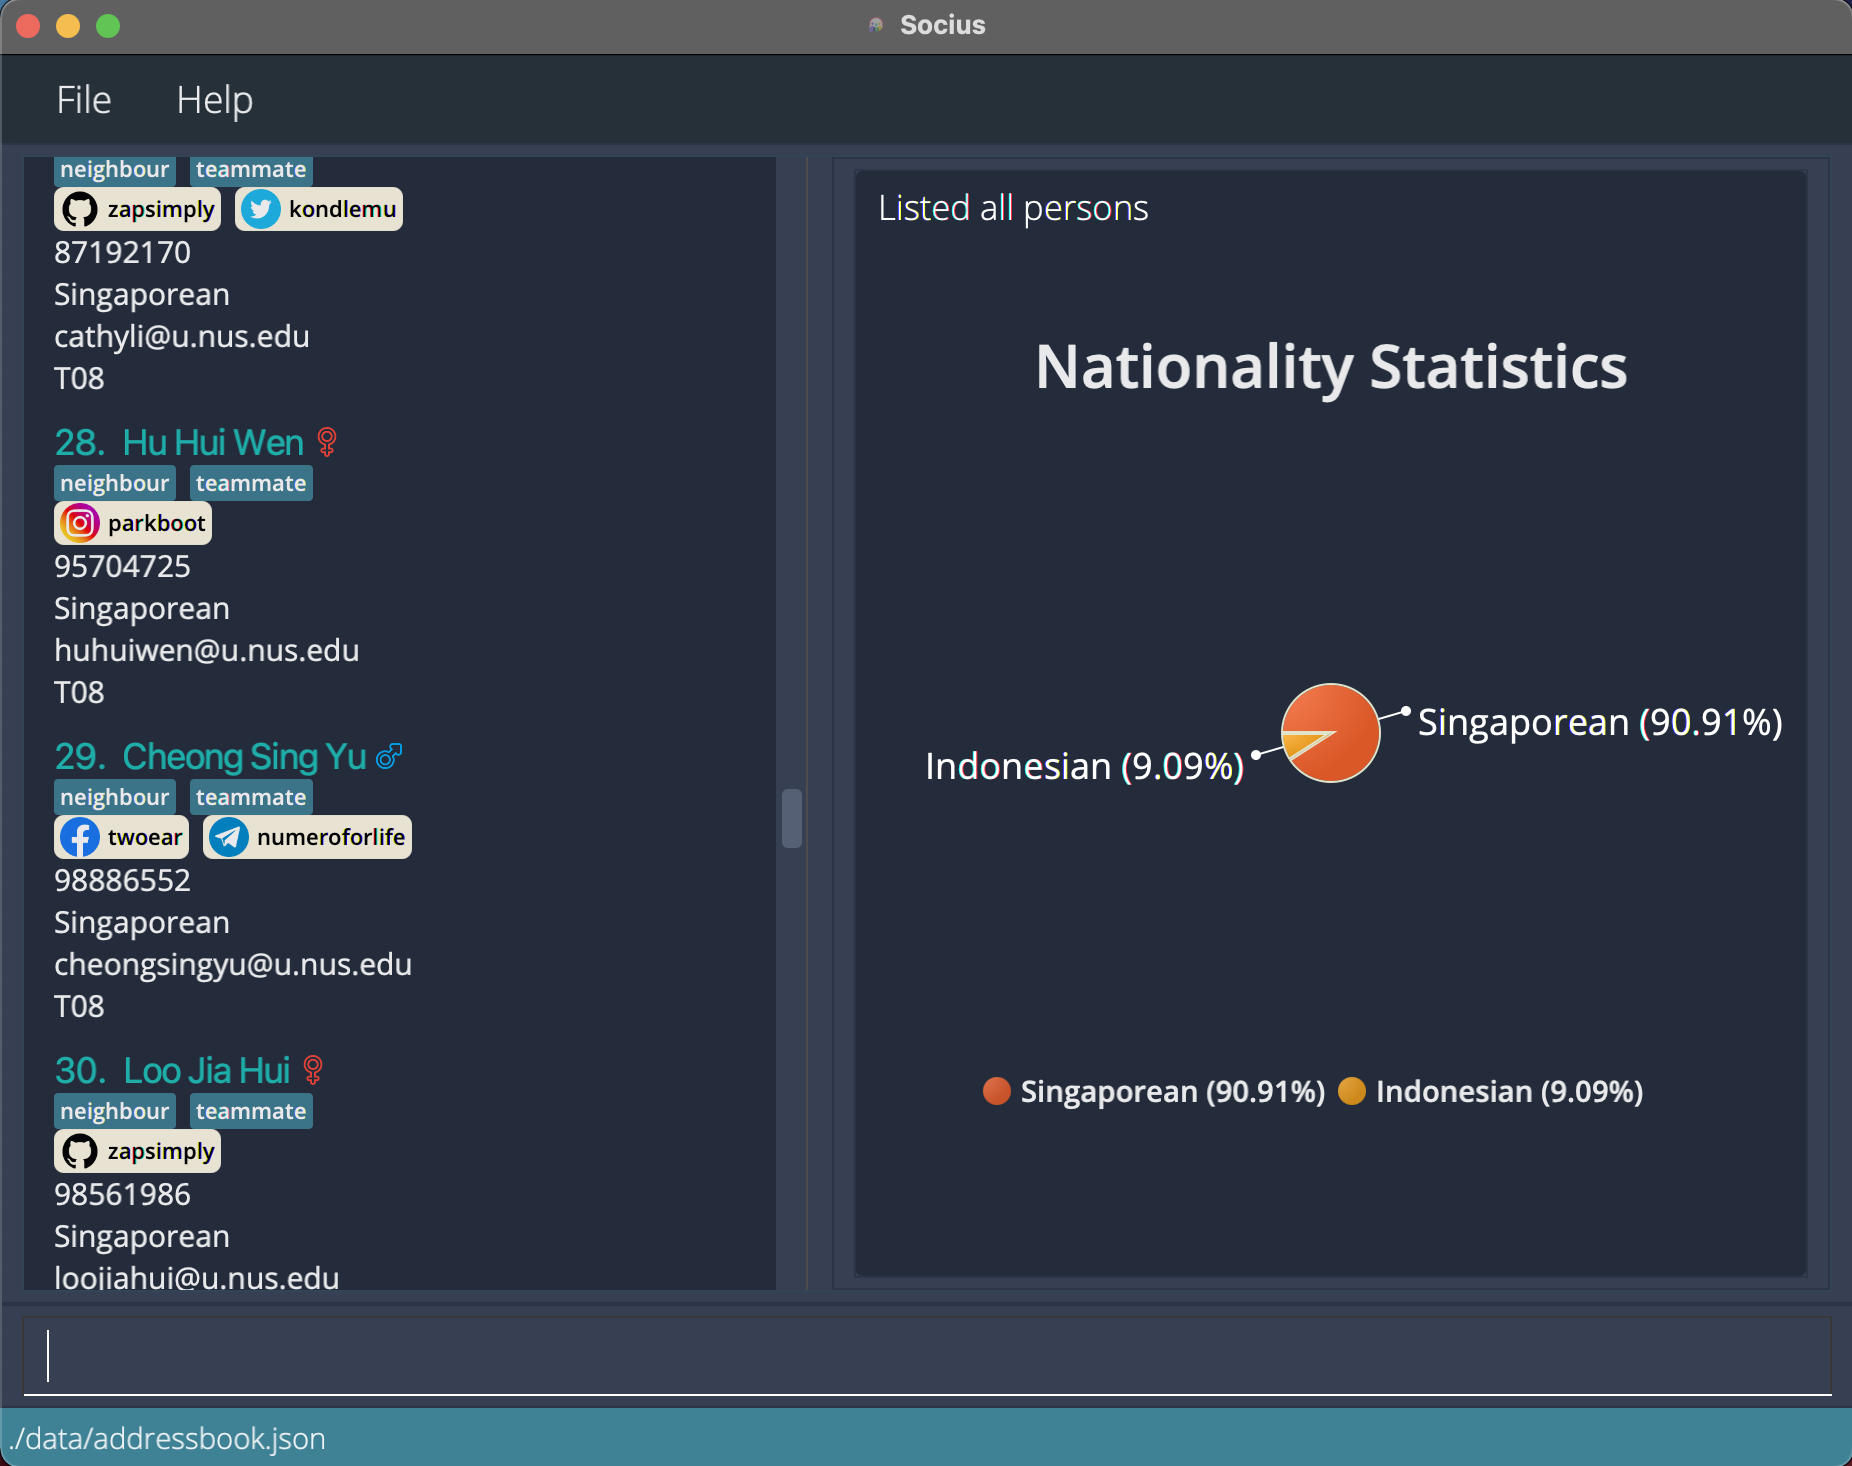 Socius
File Help
neighbour teammate
zapsimply kondlemu
87192170
Singaporean
cathyli@u.nus.edu
T08
28. Hu Hui Wen
neighbour teammate
parkboot
95704725
Singaporean
huhuiwen@u.nus.edu
T08
29. Cheong Sing Yu
neighbour teammate
twoear numeroforlife
98886552
Singaporean
cheongsingyu@u.nus.edu
T08
30. Loo Jia Hui
neighbour teammate
zapsimply
98561986
Singaporean
loojiahui@u.nus.edu
Listed all persons
Nationality Statistics
Singaporean (90.91%)
Indonesian (9.09%)
Singaporean (90.91%) Indonesian (9.09%)
./data/addressbook.json